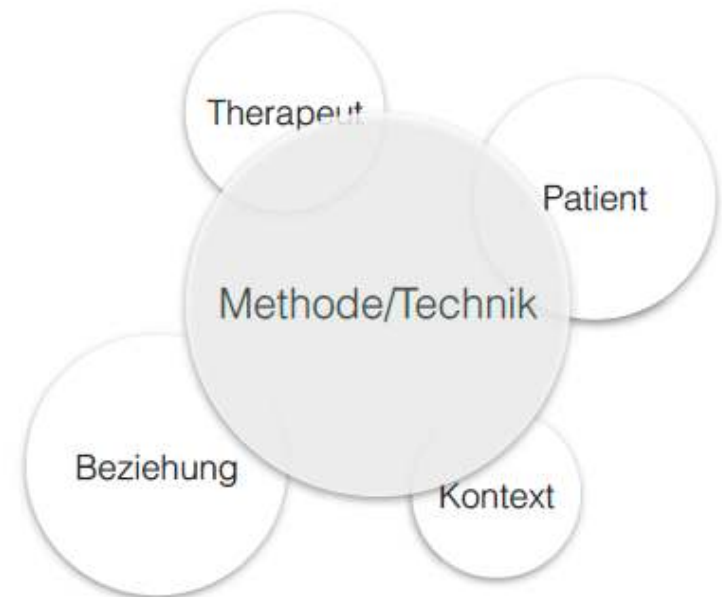 Therapeut
Patient
Methode/Technik
Beziehung
Kontext